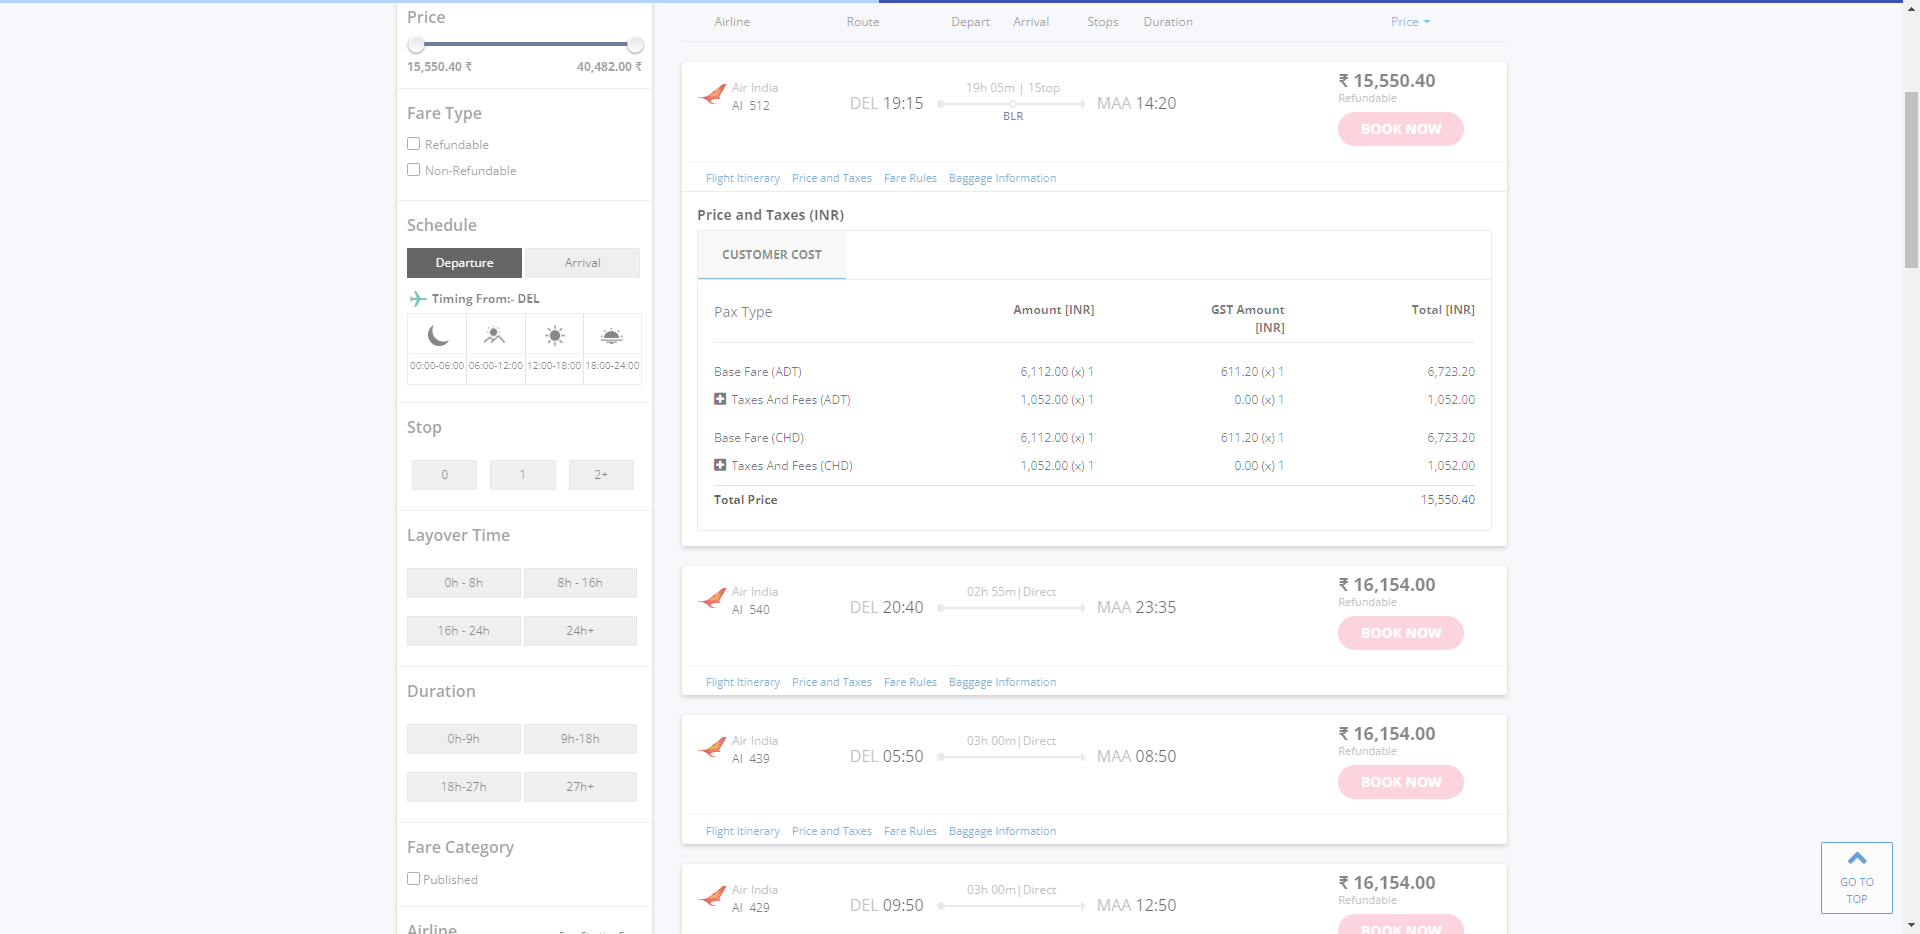 Price
15,550.40 ₹ 40,482.00 ₹
Fare Type
Refundable
Non-Refundable
Schedule
Departure Arrival
Timing From:- DEL
00:00-06:00 06:00-12:00 12:00-18:00 18:00-24:00
Stop
0 1 2+
Layover Time
0h - 8h 8h - 16h
16h - 24h 24h+
Duration
0h-9h 9h-18h
18h-27h 27h+
Fare Category
Published
Airline
Airline Route Depart Arrival Stops Duration Price
Air India
AI 512
DEL 19:15
19h 05m | 1Stop
BLR
MAA 14:20
₹ 15,550.40
Refundable
BOOK NOW
Flight Itinerary Price and Taxes Fare Rules Baggage Information
Price and Taxes (INR)
CUSTOMER COST
Pax Type Amount [INR] GST Amount [INR] Total [INR]
Base Fare (ADT) 6,112.00 (x) 1 611.20 (x) 1 6,723.20
Taxes And Fees (ADT) 1,052.00 (x) 1 0.00 (x) 1 1,052.00
Base Fare (CHD) 6,112.00 (x) 1 611.20 (x) 1 6,723.20
Taxes And Fees (CHD) 1,052.00 (x) 1 0.00 (x) 1 1,052.00
Total Price 15,550.40
Air India
AI 540
DEL 20:40
02h 55m|Direct
MAA 23:35
₹ 16,154.00
Refundable
BOOK NOW
Flight Itinerary Price and Taxes Fare Rules Baggage Information
Air India
AI 439
DEL 05:50
03h 00m|Direct
MAA 08:50
₹ 16,154.00
Refundable
BOOK NOW
Flight Itinerary Price and Taxes Fare Rules Baggage Information
Air India
AI 429
DEL 09:50
03h 00m|Direct
MAA 12:50
₹ 16,154.00
Refundable
BOOK NOW
GO TO
TOP